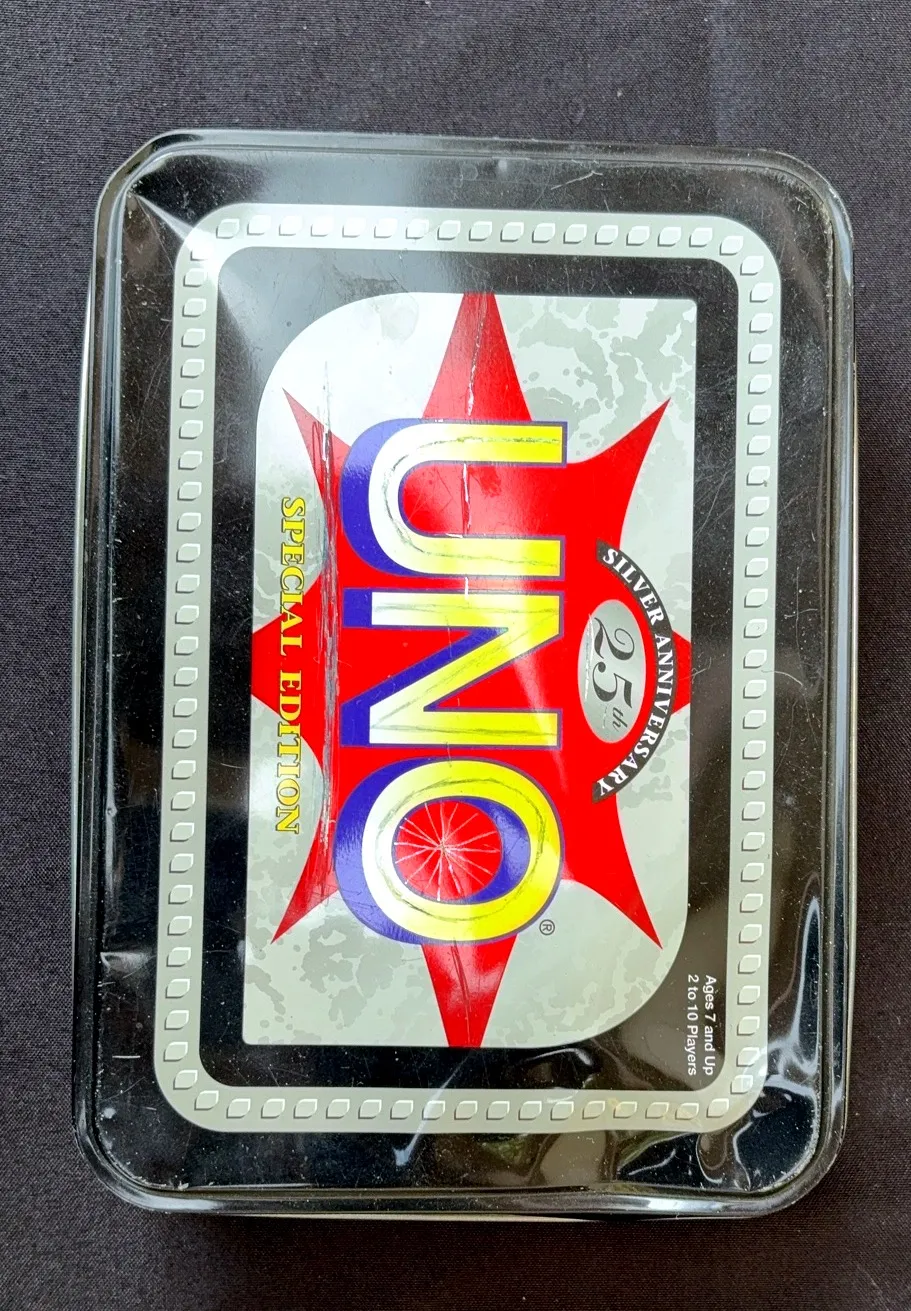 Ages 7 and Up
2 to 10 Players
SILVER ANNIVERSARY
25th
UNO®
SPECIAL EDITION